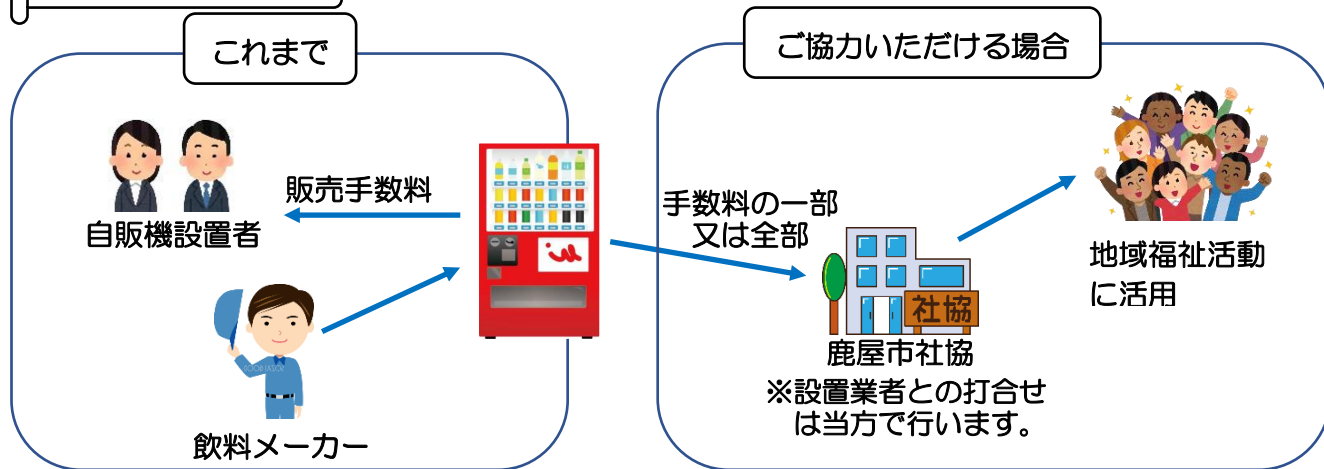 これまで
販売手数料
自販機設置者
飲料メーカー
ご協力いただける場合
手数料の一部
又は全部
社協
鹿屋市社協
※設置業者との打合せ
は当方で行います。
地域福祉活動
に活用